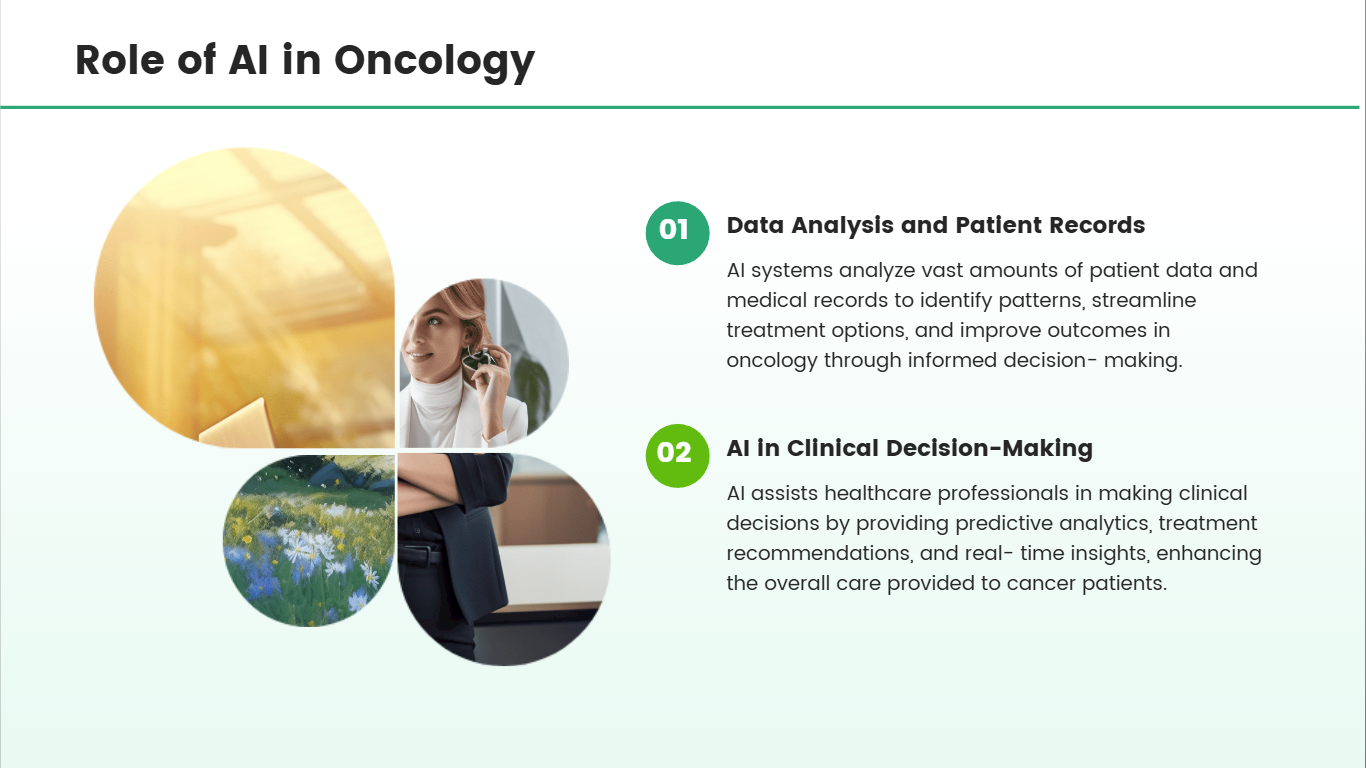 Role of AI in Oncology
01
Data Analysis and Patient Records
AI systems analyze vast amounts of patient data and
medical records to identify patterns, streamline
treatment options, and improve outcomes in
oncology through informed decision- making.
02
AI in Clinical Decision-Making
AI assists healthcare professionals in making clinical
decisions by providing predictive analytics, treatment
recommendations, and real- time insights, enhancing
the overall care provided to cancer patients.